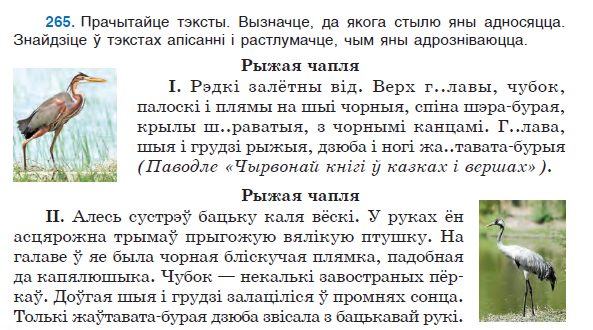 265. Прачытайце тэксты. Вызначце, да якога стылю яны адносяцца.
Знайдзіце ў тэкстах апісанні і растлумачце, чым яны адрозніваюцца.
Рыжая чапля
I. Рэдкі залётны від. Верх г..лавы, чубок,
палоскі і плямы на шыі чорныя, спіна шэра-бурая,
крылы ш..раватыя, з чорнымі канцамі. Г..лава,
шыя і грудзі рыжыя, дзюба і ногі жа..тавата-бурыя
(Паводле «Чырвонай кнігі ў казках і вершах»).
Рыжая чапля
II. Алесь сустрэў бацьку каля вёскі. У руках ён
асцярожна трымаў прыгожую вялікую птушку. На
галаве ў яе была чорная бліскучая плямка, падобная
да капялюшыка. Чубок — некалькі завостраных пёр-
каў. Доўгая шыя і грудзі залаціліся ў промнях сонца.
Толькі жаўтавата-бурая дзюба звісала з бацькавай рукі.